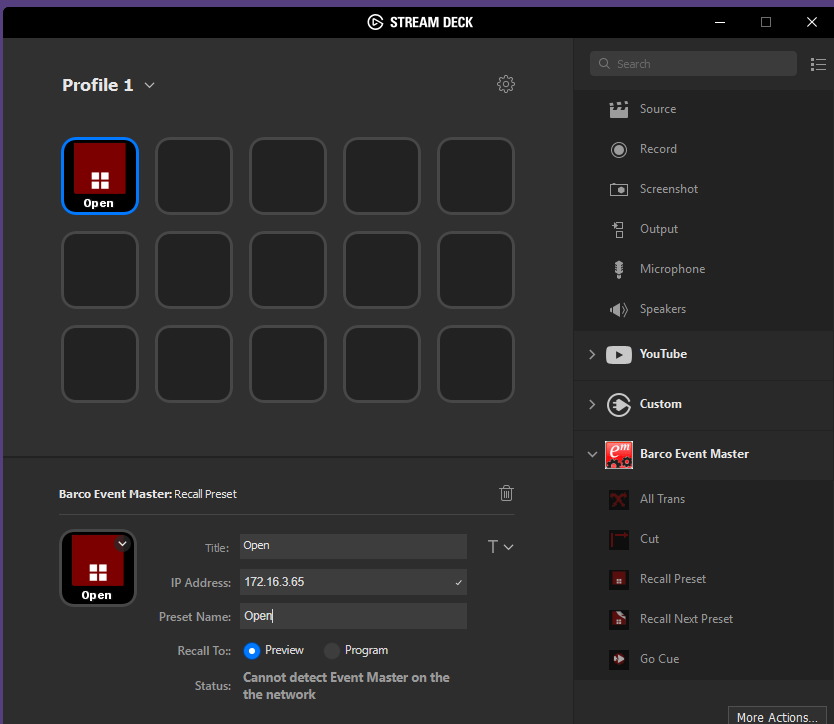 STREAM DECK
Profile 1
Open
Search
Source
Record
Screenshot
Output
Microphone
Speakers
YouTube
Custom
em
Barco Event Master
All Trans
Cut
Recall Preset
Recall Next Preset
Go Cue
More Actions...
Barco Event Master: Recall Preset
Open
Title: Open
T
IP Address: 172.16.3.65
Preset Name: Open
Recall To:: Preview Program
Status: Cannot detect Event Master on the
the network